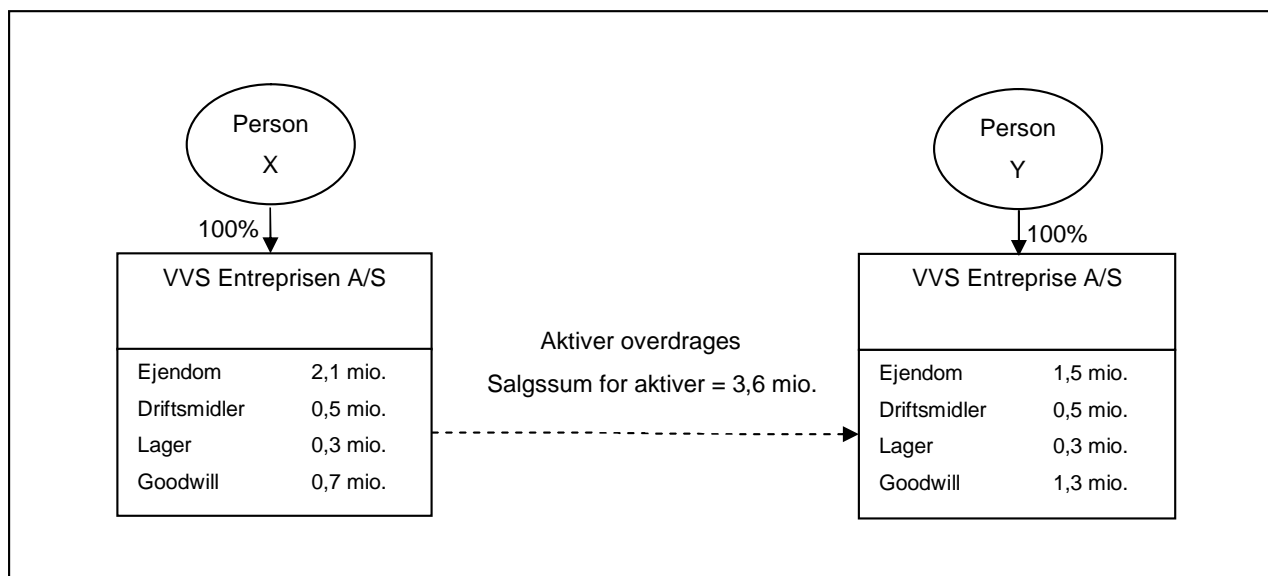 Person
X
Person
Y
100%
100%
VVS Entreprisen A/S
VVS Entreprise A/S
Aktiver overdrages
Salgssum for aktiver = 3,6 mio.
Ejendom 2,1 mio.
Driftsmidler 0,5 mio.
Lager 0,3 mio.
Goodwill 0,7 mio.
Ejendom 1,5 mio.
Driftsmidler 0,5 mio.
Lager 0,3 mio.
Goodwill 1,3 mio.